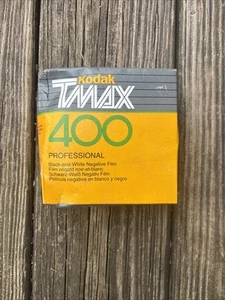 Kodak
TMAX
400
PROFESSIONAL
Black-and-White Negative Film
Film négatif noir-et-blanc
Schwarz-Weiß Negativ Film
Película negativa en blanco y negro